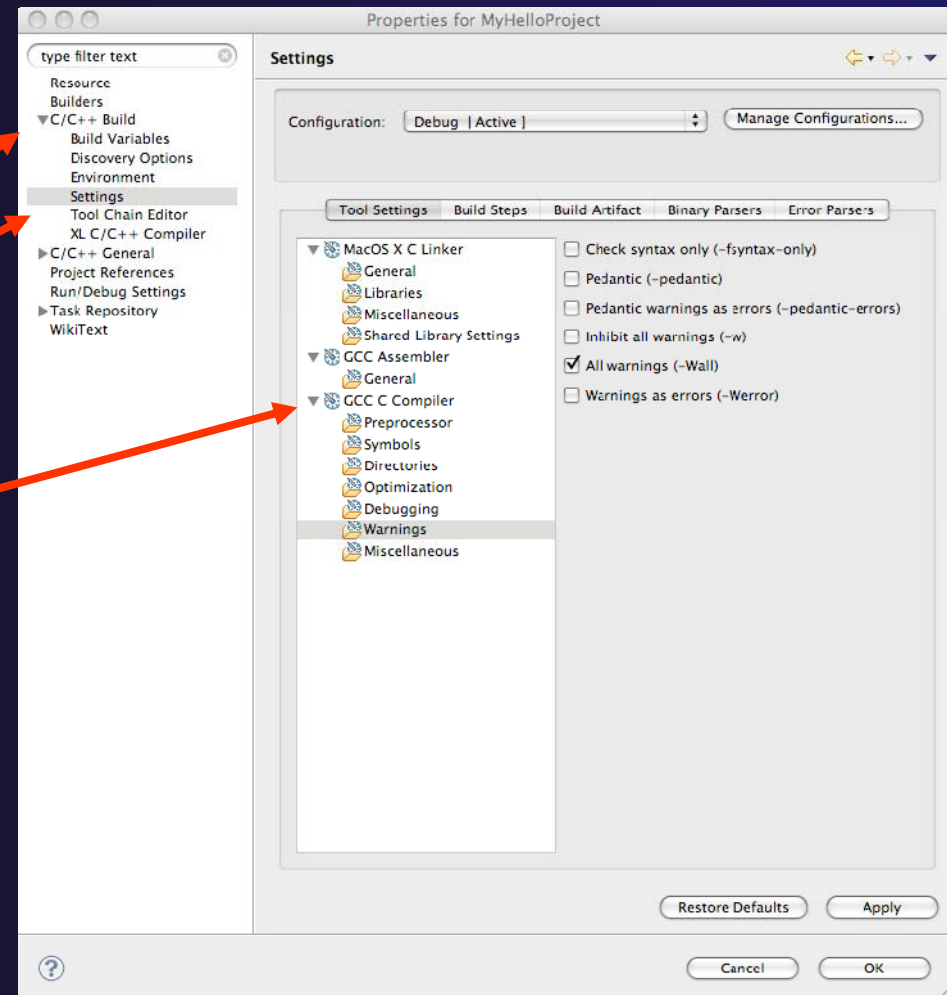 Properties for MyHelloProject
type filter text
Resource
Builders
C/C++ Build
Build Variables
Discovery Options
Environment
Settings
Tool Chain Editor
XL C/C++ Compiler
C/C++ General
Project References
Run/Debug Settings
Task Repository
WikiText
Settings
Configuration:
Debug [ Active ]
Manage Configurations...
Tool Settings
Build Steps
Build Artifact
Binary Parsers
Error Parsers
MacOS X C Linker
General
Libraries
Miscellaneous
Shared Library Settings
GCC Assembler
General
GCC C Compiler
Preprocessor
Symbols
Directories
Optimization
Debugging
Warnings
Miscellaneous
Check syntax only (-fsyntax-only)
Pedantic (-pedantic)
Pedantic warnings as errors (-pedantic-errors)
Inhibit all warnings (-w)
All warnings (-Wall)
Warnings as errors (-Werror)
Restore Defaults
Apply
?
Cancel
OK